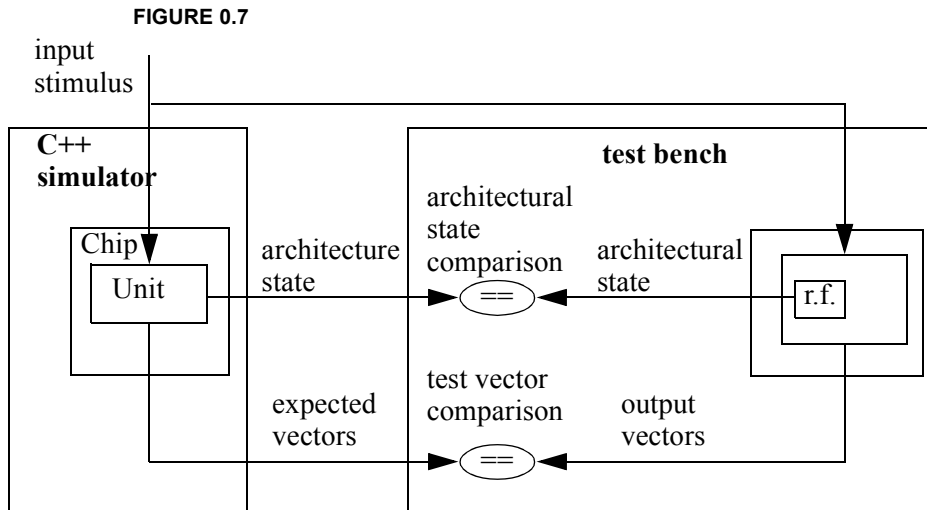 FIGURE 0.7
input
stimulus
C++
simulator
test bench
Chip
Unit
architecture
state
architectural
state
comparison
==
architectural
state
r.f.
expected
vectors
test vector
comparison
==
output
vectors